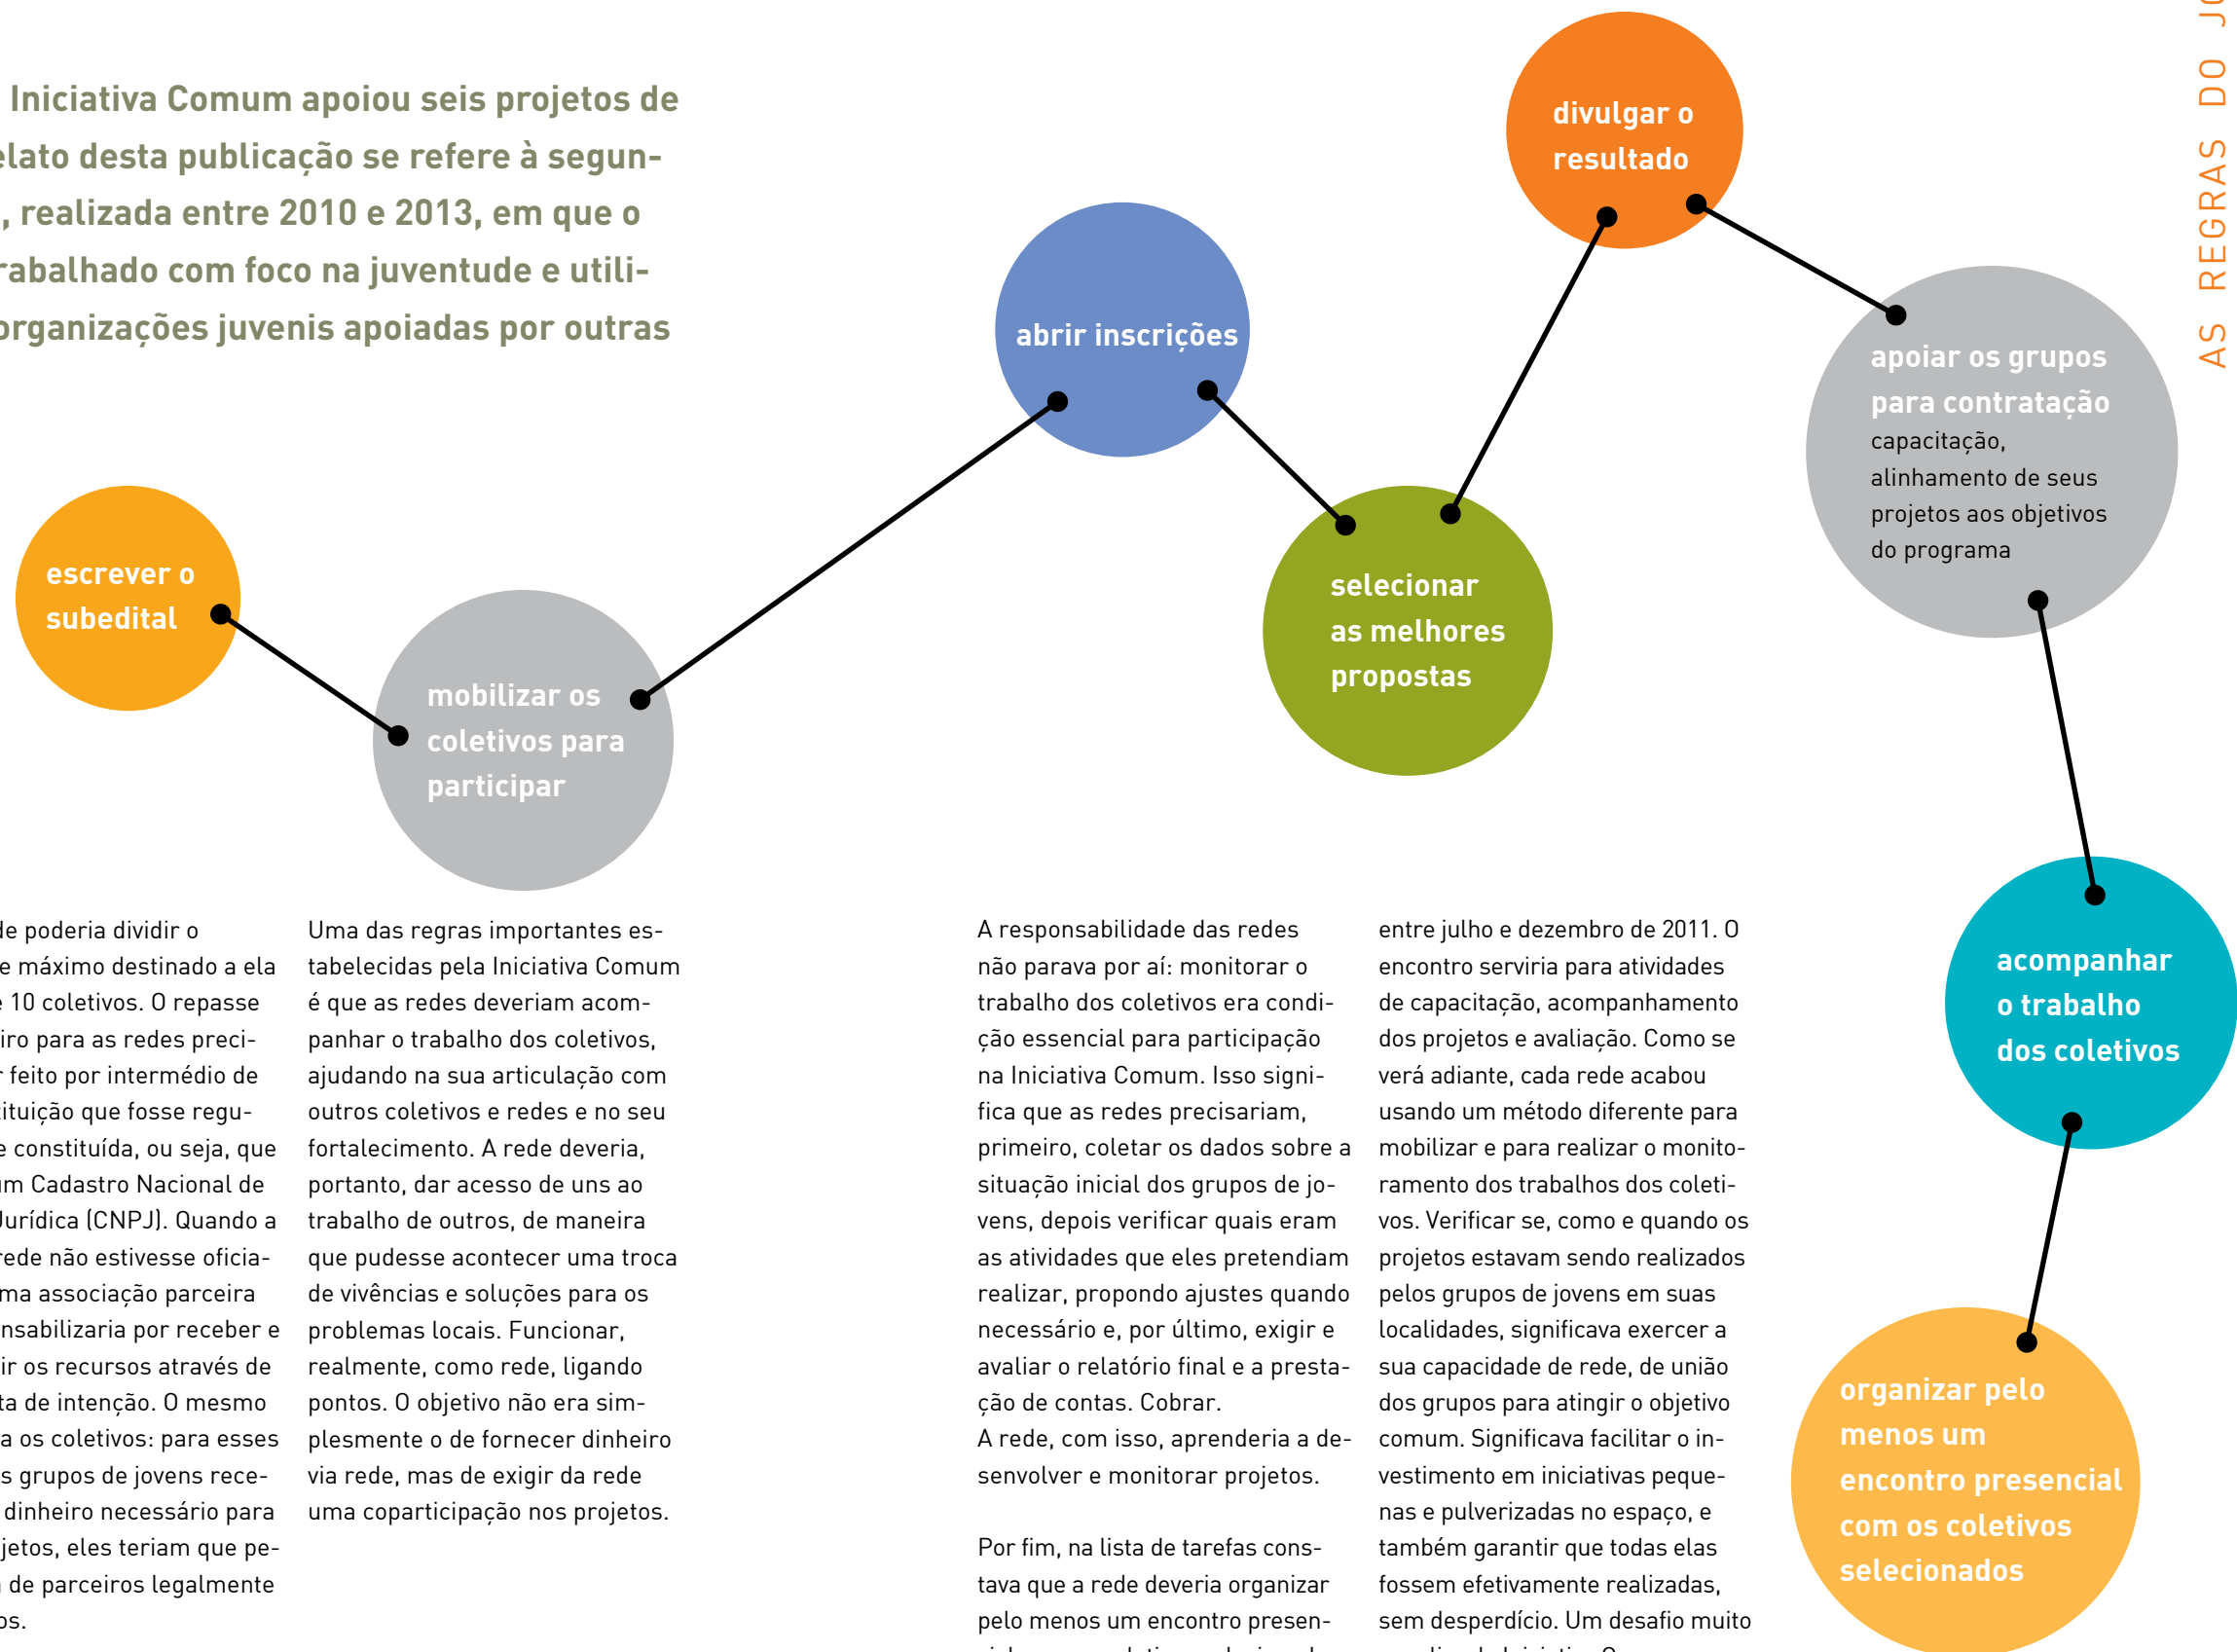 Iniciativa Comum apoiou seis projetos de
desta publicação se refere à segun-
, realizada entre 2010 e 2013, em que o
com foco na juventude e utili-
organizações juvenis apoiadas por outras
escrever o
subedital
mobilizar os
coletivos para
participar
abrir inscrições
selecionar
as melhores
propostas
divulgar o
resultado
apoiar os grupos
para contratação
capacitação,
alinhamento de seus
projetos aos objetivos
do programa
acompanhar
o trabalho
dos coletivos
organizar pelo
menos um
encontro presencial
com os coletivos
selecionados
AS REGRAS DO
poderia dividir o
máximo destinado a ela
10 coletivos. O repasse
para as redes preci-
feito por intermédio de
que fosse regu-
constituída, ou seja, que
Cadastro Nacional de
Jurídica (CNPJ). Quando a
rede não estivesse oficia-
associação parceira
por receber e
os recursos através de
de intenção. O mesmo
os coletivos: para esses
grupos de jovens rece-
dinheiro necessário para
eles teriam que pe-
de parceiros legalmente
Uma das regras importantes es-
tabelecidas pela Iniciativa Comum
é que as redes deveriam acom-
panhar o trabalho dos coletivos,
ajudando na sua articulação com
outros coletivos e redes e no seu
fortalecimento. A rede deveria,
portanto, dar acesso de uns ao
trabalho de outros, de maneira
que pudesse acontecer uma troca
de vivências e soluções para os
problemas locais. Funcionar,
realmente, como rede, ligando
pontos. O objetivo não era sim-
plesmente o de fornecer dinheiro
via rede, mas de exigir da rede
uma coparticipação nos projetos.
A responsabilidade das redes
não parava por aí: monitorar o
trabalho dos coletivos era condi-
ção essencial para participação
na Iniciativa Comum. Isso signi-
fica que as redes precisariam,
primeiro, coletar os dados sobre a
situação inicial dos grupos de jo-
vens, depois verificar quais eram
as atividades que eles pretendiam
realizar, propondo ajustes quando
necessário e, por último, exigir e
avaliar o relatório final e a presta-
ção de contas. Cobrar.
A rede, com isso, aprenderia a de-
senvolver e monitorar projetos.
Por fim, na lista de tarefas cons-
tava que a rede deveria organizar
pelo menos um encontro presen-
entre julho e dezembro de 2011. O
encontro serviria para atividades
de capacitação, acompanhamento
dos projetos e avaliação. Como se
verá adiante, cada rede acabou
usando um método diferente para
mobilizar e para realizar o monito-
ramento dos trabalhos dos coleti-
vos. Verificar se, como e quando os
projetos estavam sendo realizados
pelos grupos de jovens em suas
localidades, significava exercer a
sua capacidade de rede, de união
dos grupos para atingir o objetivo
comum. Significava facilitar o in-
vestimento em iniciativas peque-
nas e pulverizadas no espaço, e
também garantir que todas elas
fossem efetivamente realizadas,
sem desperdício. Um desafio muito